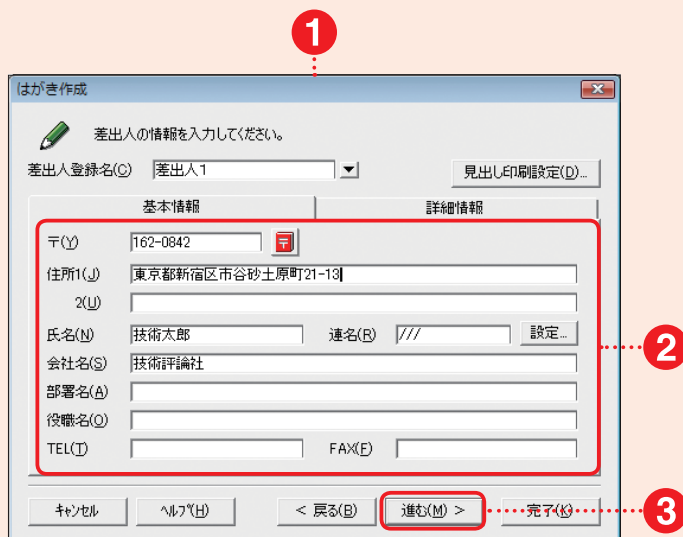 1
はがき作成
差出人の情報を入力してください。
差出人登録名(C) 差出人1 見出し印刷設定(D)...
基本情報 詳細情報
〒(Y) 162-0842 〒
住所1(J) 東京都新宿区市谷砂土原町21-13
2(U)
氏名(N) 技術太郎 連名(R) /// 設定...
2
会社名(S) 技術評論社
部署名(A)
役職名(O)
TEL(T) FAX(F)
キャンセル ヘルプ(H) < 戻る(B) 進む(M) > 完了(K) 3